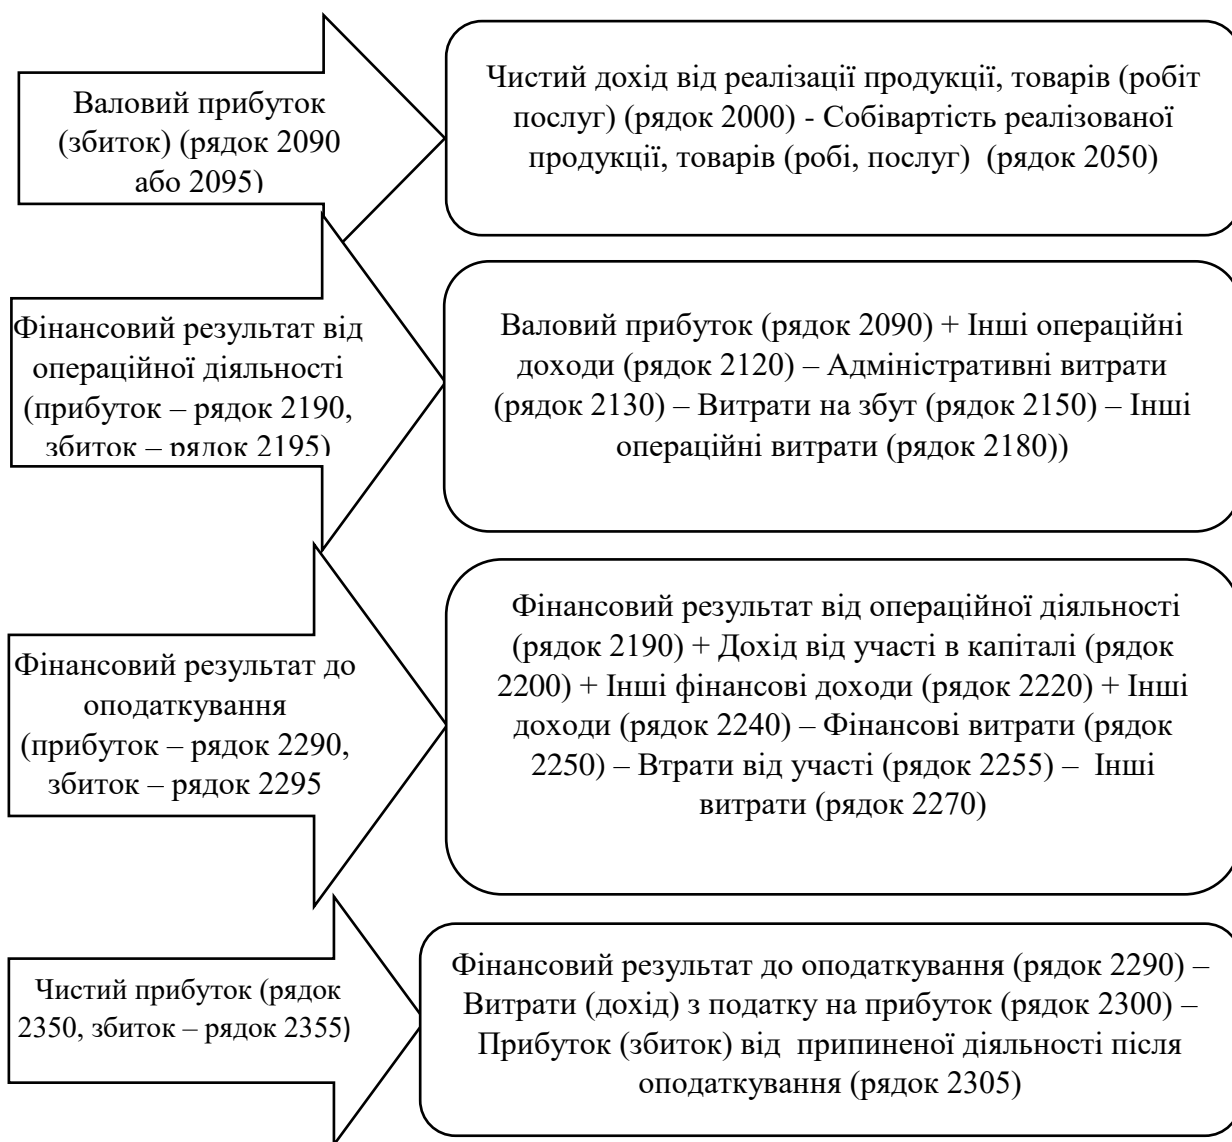 Валовий прибуток
(збиток) (рядок 2090
або 2095)
Чистий дохід від реалізації продукції, товарів (робіт
послуг) (рядок 2000) - Собівартість реалізованої
продукції, товарів (робі, послуг) (рядок 2050)
Фінансовий результат від
операційної діяльності
(прибуток – рядок 2190,
збиток – рядок 2195)
Валовий прибуток (рядок 2090) + Інші операційні
доходи (рядок 2120) – Адміністративні витрати
(рядок 2130) – Витрати на збут (рядок 2150) – Інші
операційні витрати (рядок 2180))
Фінансовий результат до
оподаткування
(прибуток – рядок 2290,
збиток – рядок 2295
Фінансовий результат від операційної діяльності
(рядок 2190) + Дохід від участі в капіталі (рядок
2200) + Інші фінансові доходи (рядок 2220) + Інші
доходи (рядок 2240) – Фінансові витрати (рядок
2250) – Втрати від участі (рядок 2255) – Інші
витрати (рядок 2270)
Чистий прибуток (рядок
2350, збиток – рядок 2355)
Фінансовий результат до оподаткування (рядок 2290) –
Витрати (дохід) з податку на прибуток (рядок 2300) –
Прибуток (збиток) від припиненої діяльності після
оподаткування (рядок 2305)